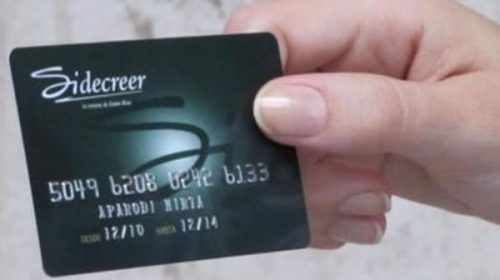 Sidecreer
5049 6208 0242 6133
APARODI MIRTA
DESDE 12/10 HASTA 12/14